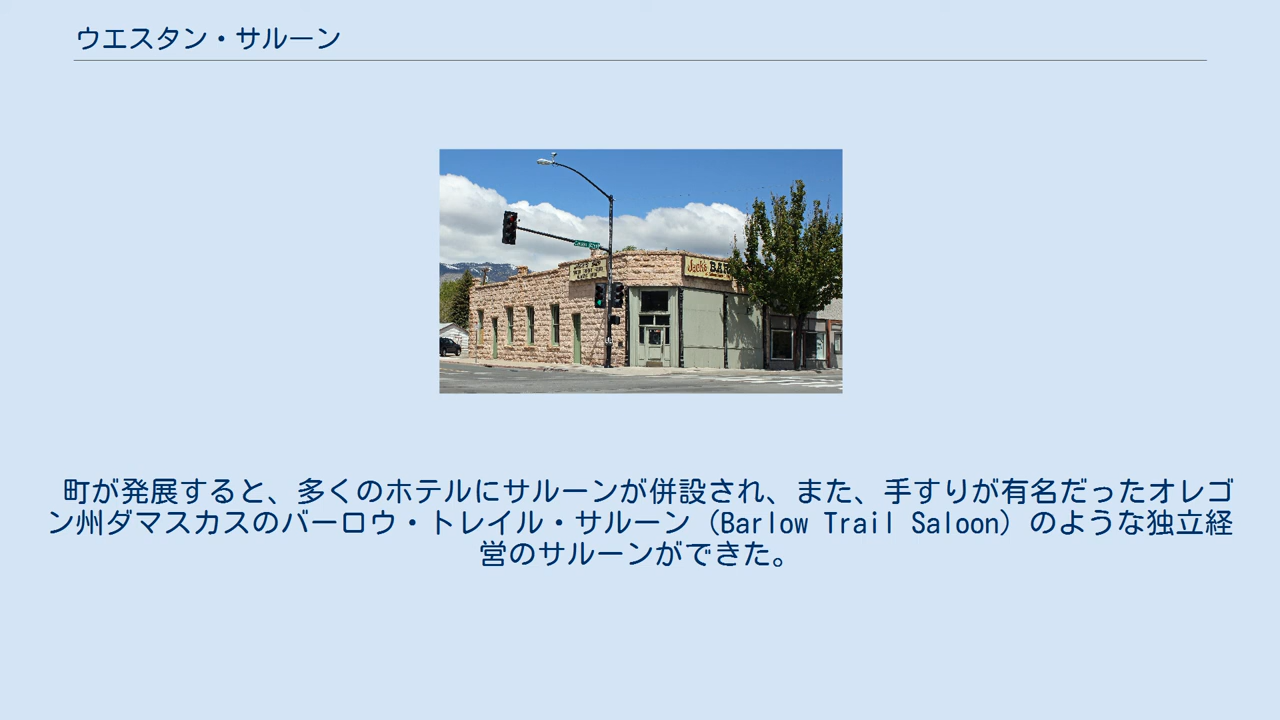 ウエスタン・サルーン
Jack's BAR
町が発展すると、多くのホテルにサルーンが併設され、また、手すりが有名だったオレゴ
ン州ダマスカスのバーロウ・トレイル・サルーン（Barlow Trail Saloon）のような独立経
営のサルーンができた。